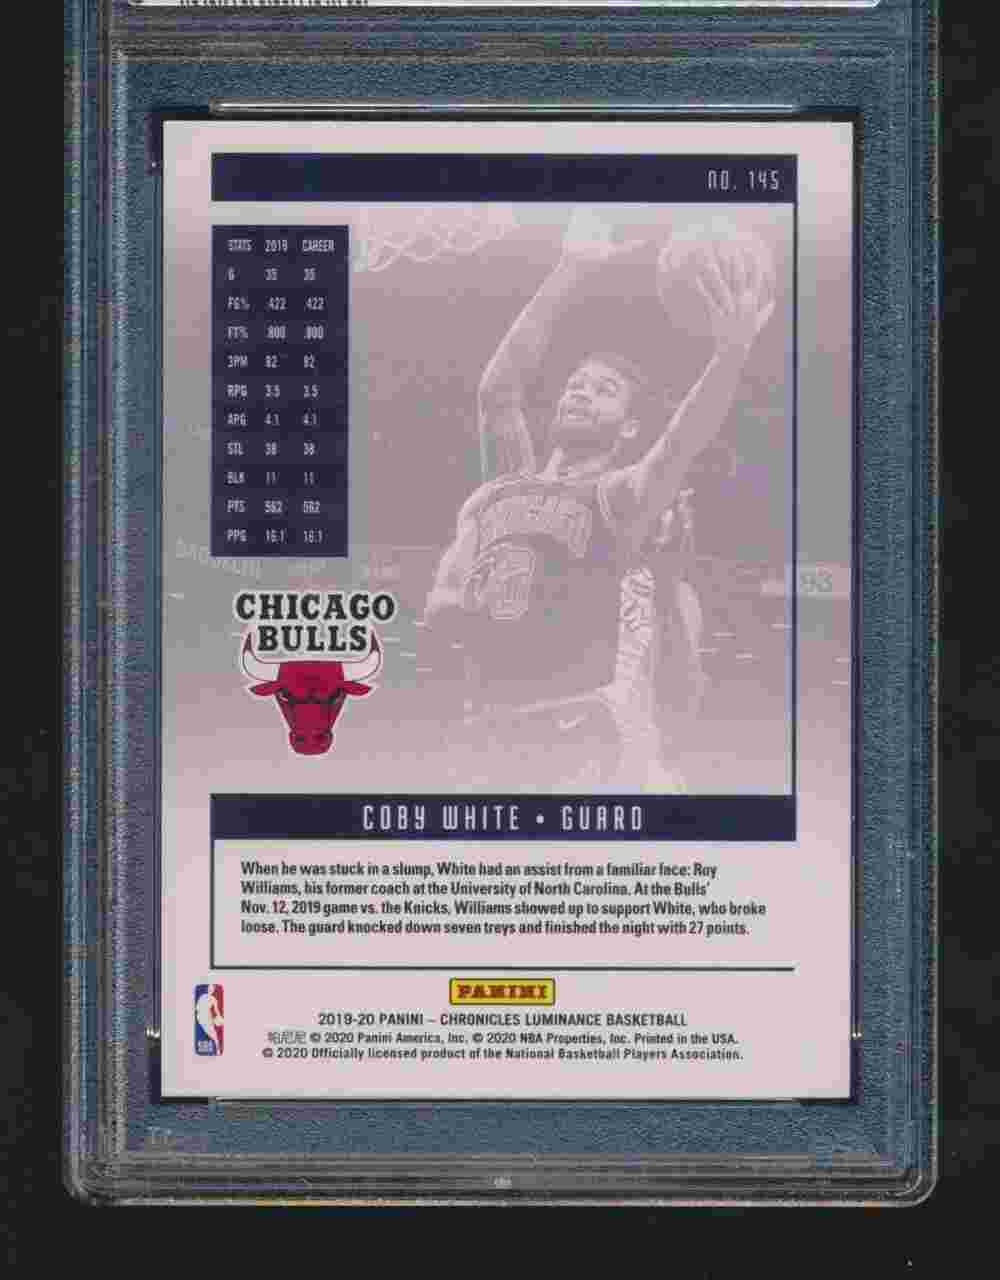 NO. 145
STATS 2019 CAREER
G 35 35
FG% .422 .422
FT% .800 .800
3PM 82 82
RPG 3.5 3.5
APG 4.1 4.1
STL 38 38
BLK 11 11
PTS 562 562
PPG 16.1 16.1
BROOKLYN
93
CHICAGO
BULLS
COBY WHITE • GUARD
When he was stuck in a slump, White had an assist from a familiar face: Roy
Williams, his former coach at the University of North Carolina. At the Bulls'
Nov. 12, 2019 game vs. the Knicks, Williams showed up to support White, who broke
loose. The guard knocked down seven treys and finished the night with 27 points.
PANINI
2019-20 PANINI – CHRONICLES LUMINANCE BASKETBALL
帕尼尼 © 2020 Panini America, Inc. © 2020 NBA Properties, Inc. Printed in the USA.
© 2020 Officially licensed product of the National Basketball Players Association.